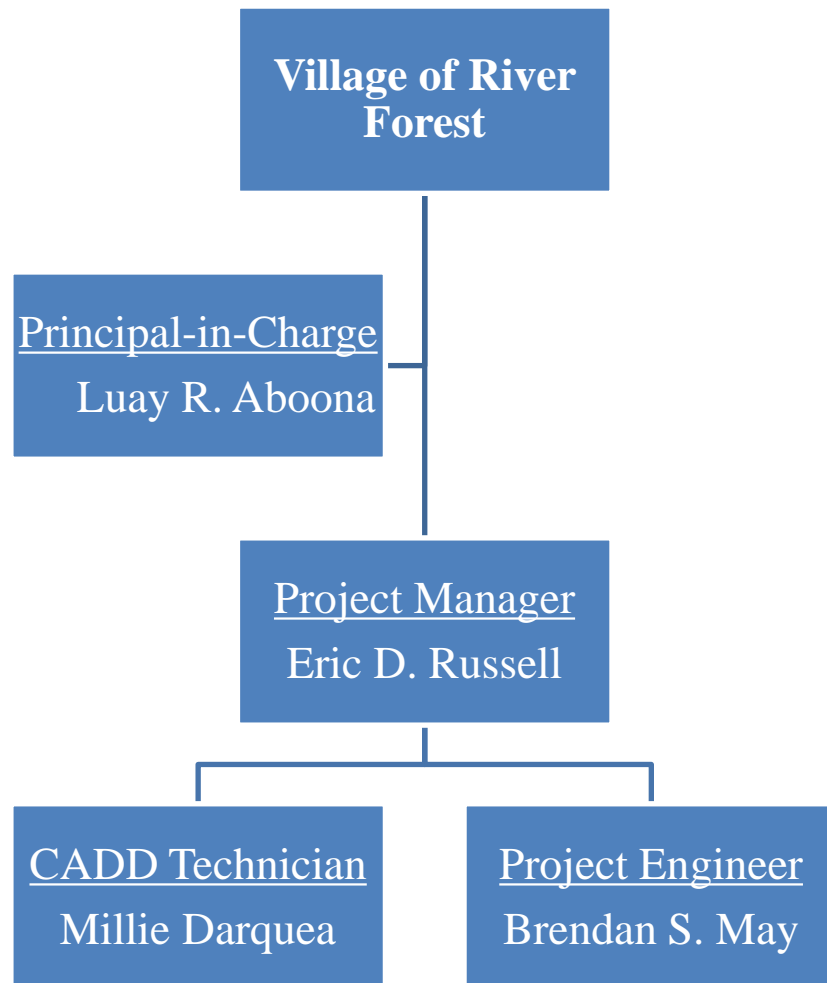 Village of River
Forest
Principal-in-Charge
Luay R. Aboona
Project Manager
Eric D. Russell
CADD Technician
Millie Darquea
Project Engineer
Brendan S. May